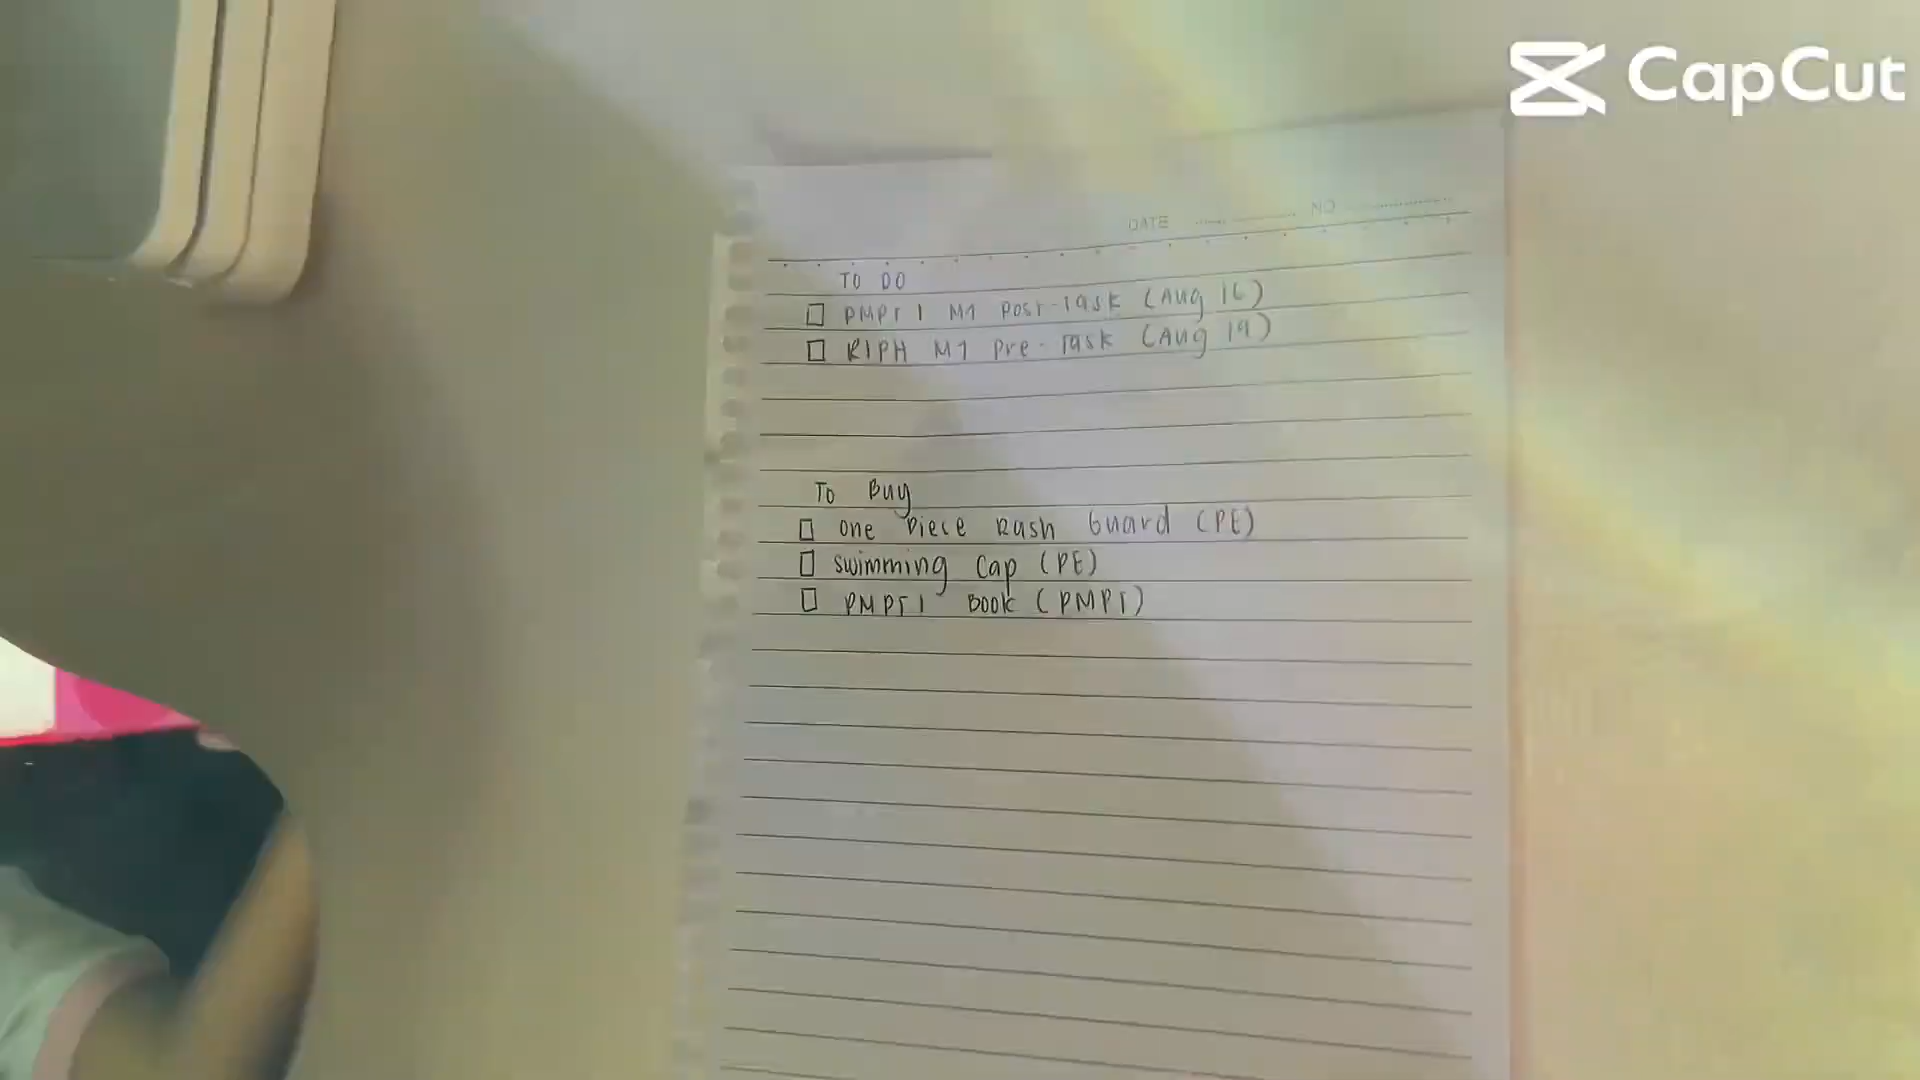 CapCut
DATE NO
TO DO
PMPT 1 M1 Post-Task (Aug 16)
RIPH M1 Pre-Task (Aug 19)
To Buy
One Piece Rash Guard (PE)
Swimming Cap (PE)
PMPT1 Book (PMPT)